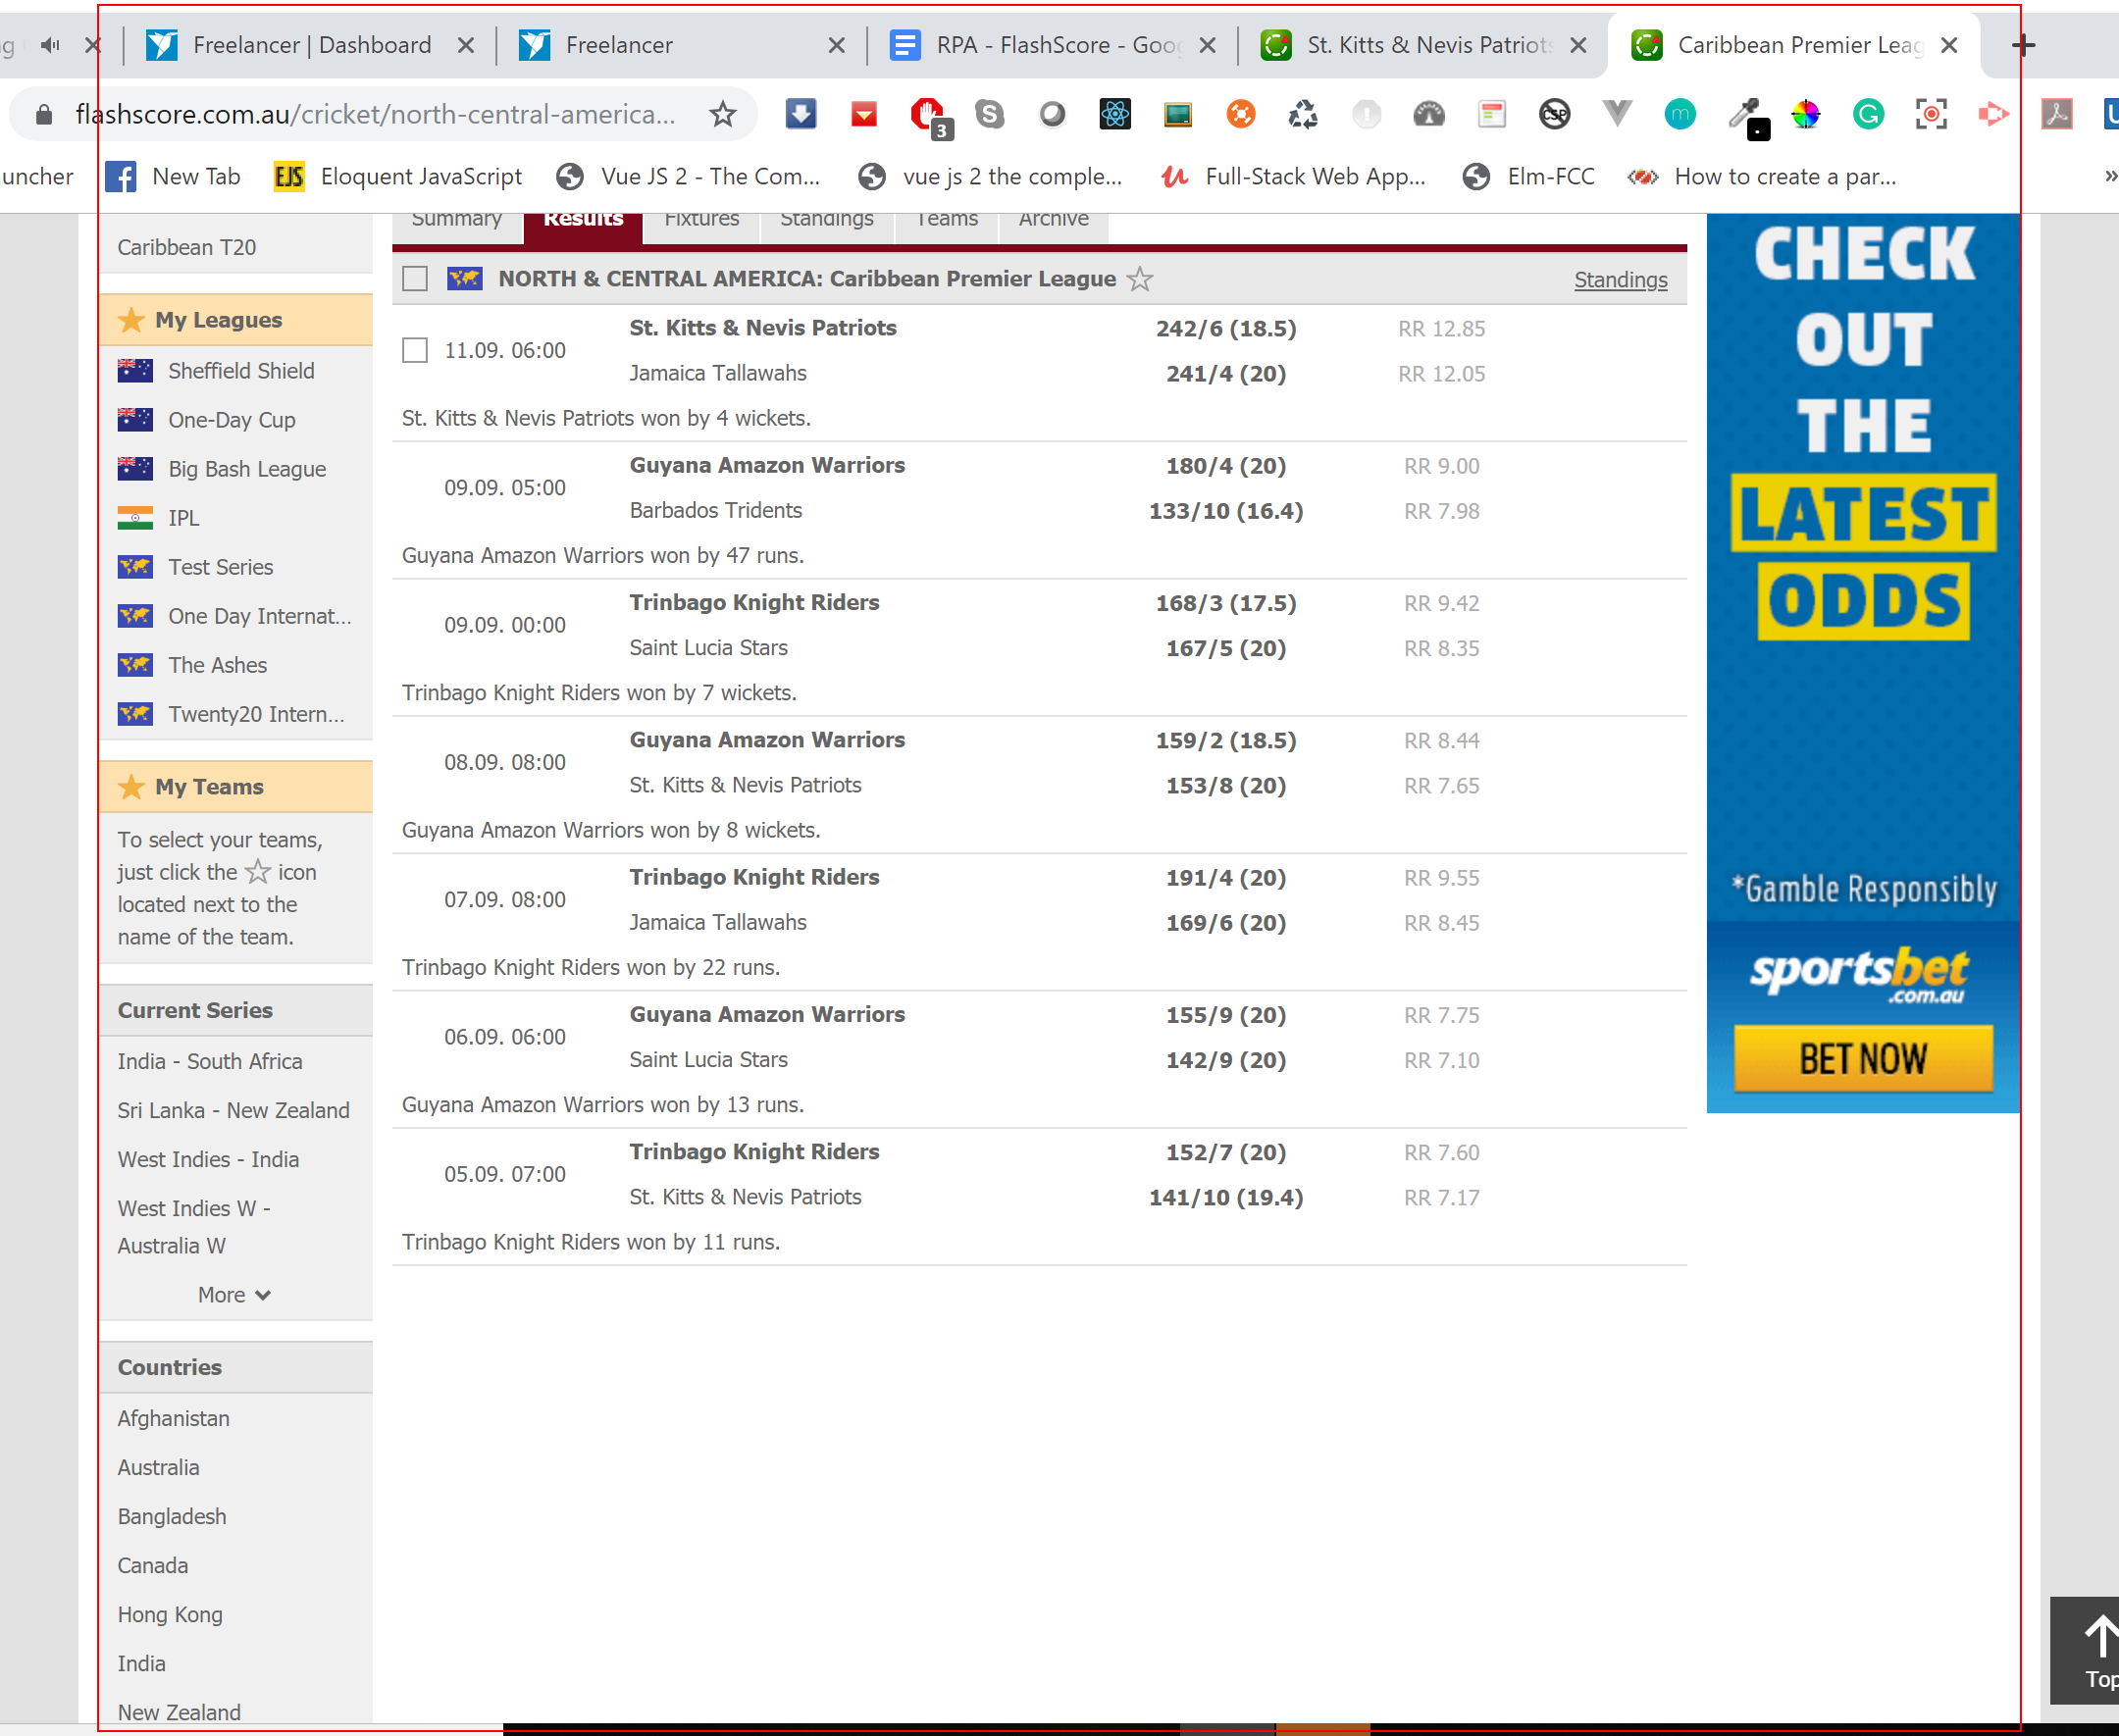 g
Freelancer | Dashboard
Freelancer
RPA - FlashScore - Goog
St. Kitts & Nevis Patriots
Caribbean Premier Leag
flashscore.com.au/cricket/north-central-america...
3
CSP
m
uncher
New Tab
EJS
Eloquent JavaScript
Vue JS 2 - The Com...
vue js 2 the comple...
Full-Stack Web App...
Elm-FCC
How to create a par...
»
Summary
Results
Fixtures
Standings
Teams
Archive
Caribbean T20
My Leagues
Sheffield Shield
One-Day Cup
Big Bash League
IPL
Test Series
One Day Internat...
The Ashes
Twenty20 Intern...
My Teams
To select your teams,
just click the icon
located next to the
name of the team.
Current Series
India - South Africa
Sri Lanka - New Zealand
West Indies - India
West Indies W -
Australia W
More
Countries
Afghanistan
Australia
Bangladesh
Canada
Hong Kong
India
New Zealand
NORTH & CENTRAL AMERICA: Caribbean Premier League
Standings
11.09. 06:00
St. Kitts & Nevis Patriots 242/6 (18.5) RR 12.85
Jamaica Tallawahs 241/4 (20) RR 12.05
St. Kitts & Nevis Patriots won by 4 wickets.
09.09. 05:00
Guyana Amazon Warriors 180/4 (20) RR 9.00
Barbados Tridents 133/10 (16.4) RR 7.98
Guyana Amazon Warriors won by 47 runs.
09.09. 00:00
Trinbago Knight Riders 168/3 (17.5) RR 9.42
Saint Lucia Stars 167/5 (20) RR 8.35
Trinbago Knight Riders won by 7 wickets.
08.09. 08:00
Guyana Amazon Warriors 159/2 (18.5) RR 8.44
St. Kitts & Nevis Patriots 153/8 (20) RR 7.65
Guyana Amazon Warriors won by 8 wickets.
07.09. 08:00
Trinbago Knight Riders 191/4 (20) RR 9.55
Jamaica Tallawahs 169/6 (20) RR 8.45
Trinbago Knight Riders won by 22 runs.
06.09. 06:00
Guyana Amazon Warriors 155/9 (20) RR 7.75
Saint Lucia Stars 142/9 (20) RR 7.10
Guyana Amazon Warriors won by 13 runs.
05.09. 07:00
Trinbago Knight Riders 152/7 (20) RR 7.60
St. Kitts & Nevis Patriots 141/10 (19.4) RR 7.17
Trinbago Knight Riders won by 11 runs.
CHECK
OUT
THE
LATEST
ODDS
*Gamble Responsibly
sportsbet
.com.au
BET NOW
Top